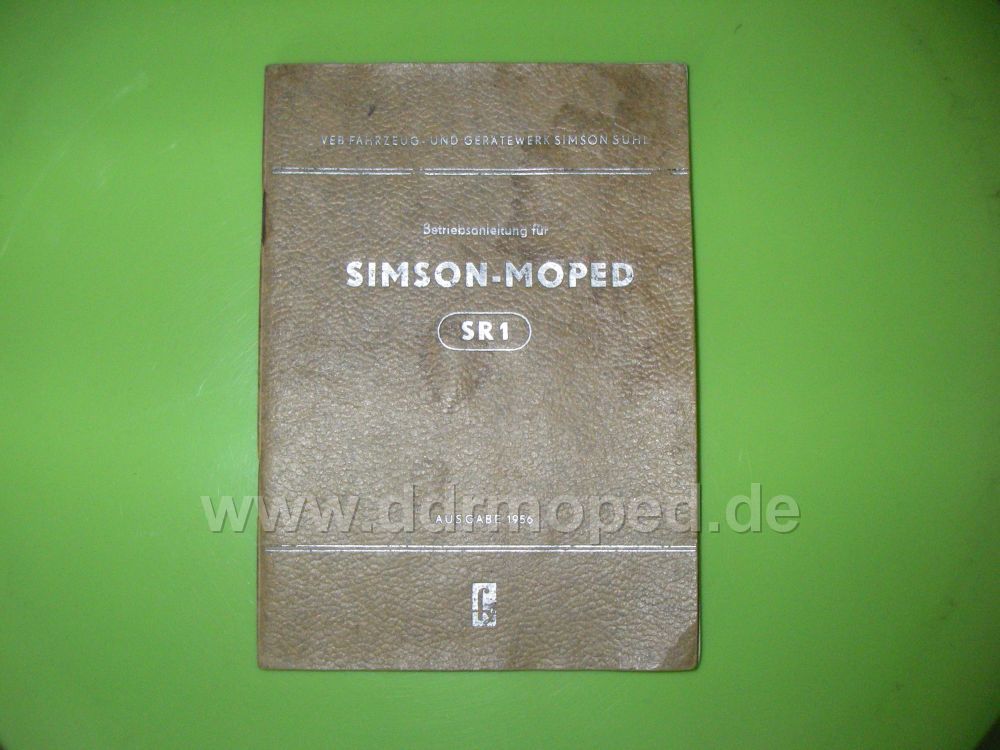 VEB FAHRZEUG- UND GERÄTEWERK SIMSON SUHL
Betriebsanleitung für
SIMSON-MOPED
SR1
www.ddrmoped.de
AUSGABE 1956